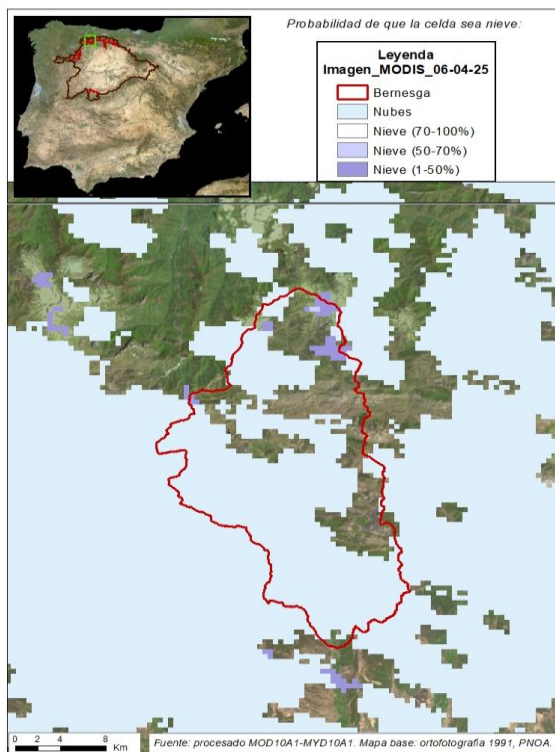 Probabilidad de que la celda sea nieve:
Leyenda
Imagen_MODIS_06-04-25
Bernesga
Nubes
Nieve (70-100%)
Nieve (50-70%)
Nieve (1-50%)
0 2 4 8
Km
Fuente: procesado MOD10A1-MYD10A1. Mapa base: ortofotografía 1991, PNOA.